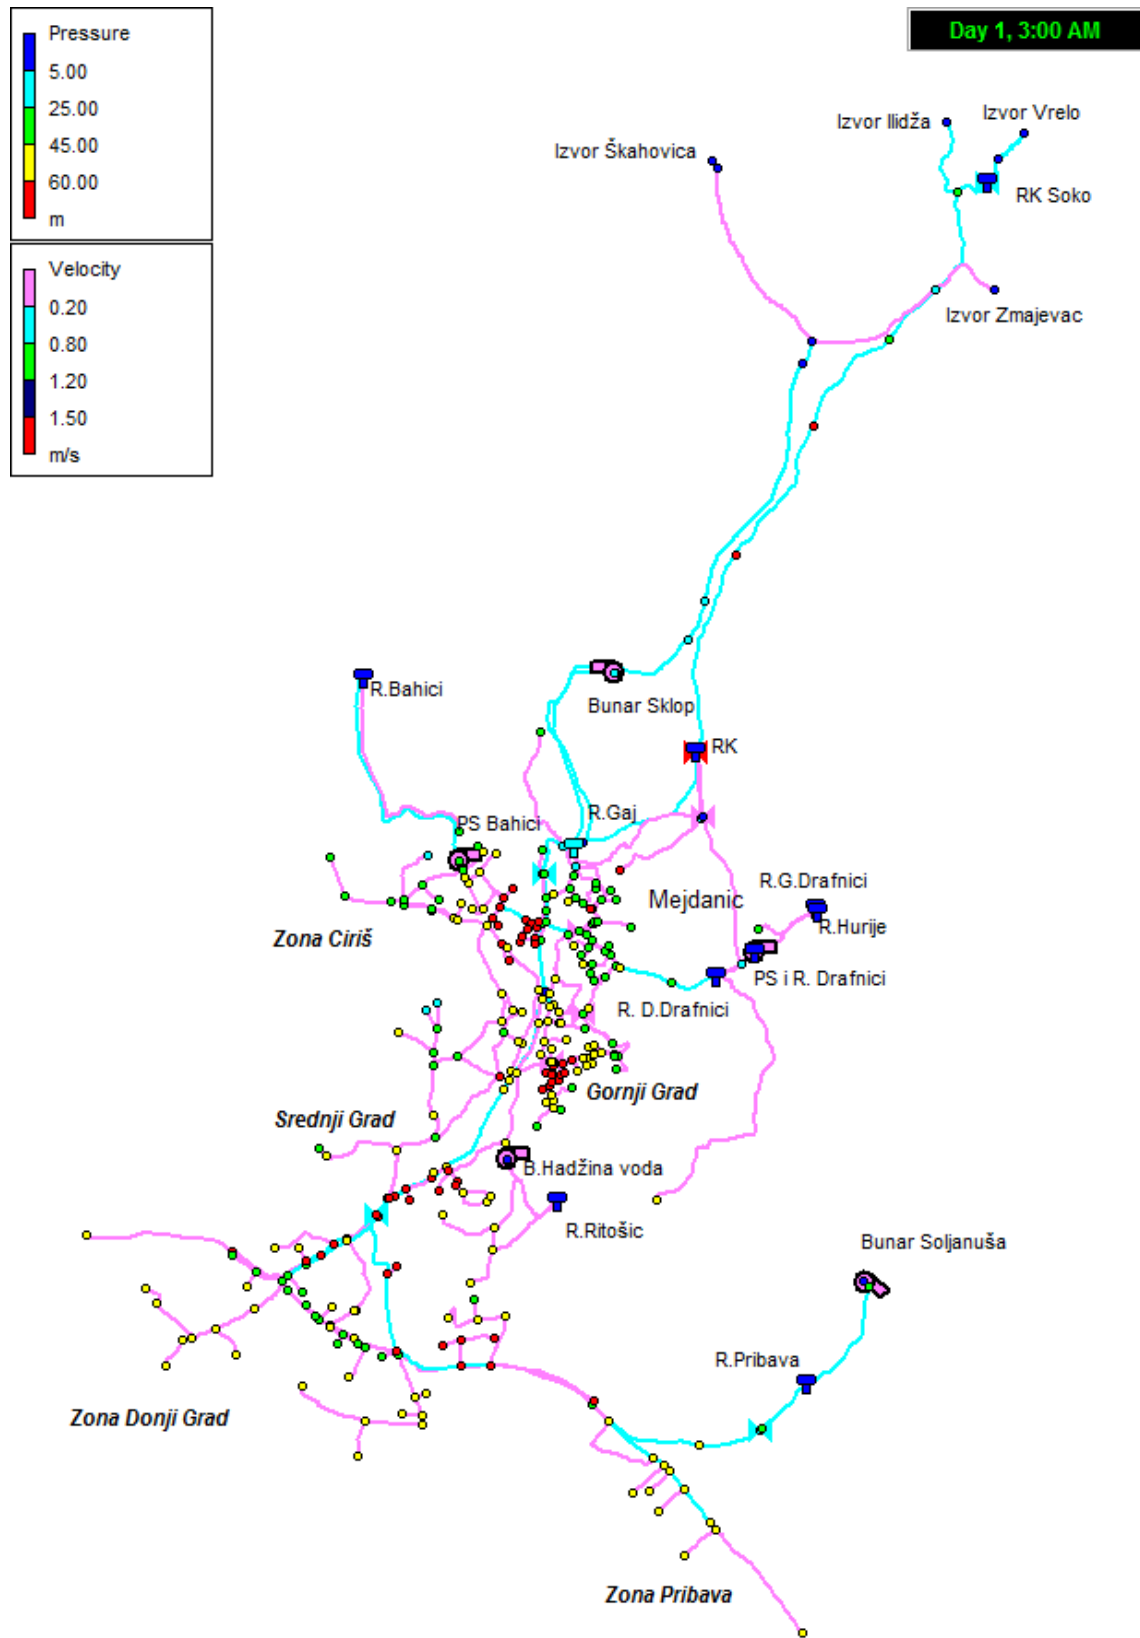 Pressure
5.00
25.00
45.00
60.00
m
Velocity
0.20
0.80
1.20
1.50
m/s
Day 1, 3:00 AM
Izvor Ilidža
Izvor Vrelo
Izvor Škahovica
RK Soko
Izvor Zmajevac
R.Bahici
Bunar Sklop
RK
PS Bahici
R.Gaj
R.G.Drafnici
Mejdanic
R.Hurije
Zona Ciriš
PS i R. Drafnici
R. D.Drafnici
Gornji Grad
Srednji Grad
B.Hadžina voda
R.Ritošic
Bunar Soljanuša
R.Pribava
Zona Donji Grad
Zona Pribava